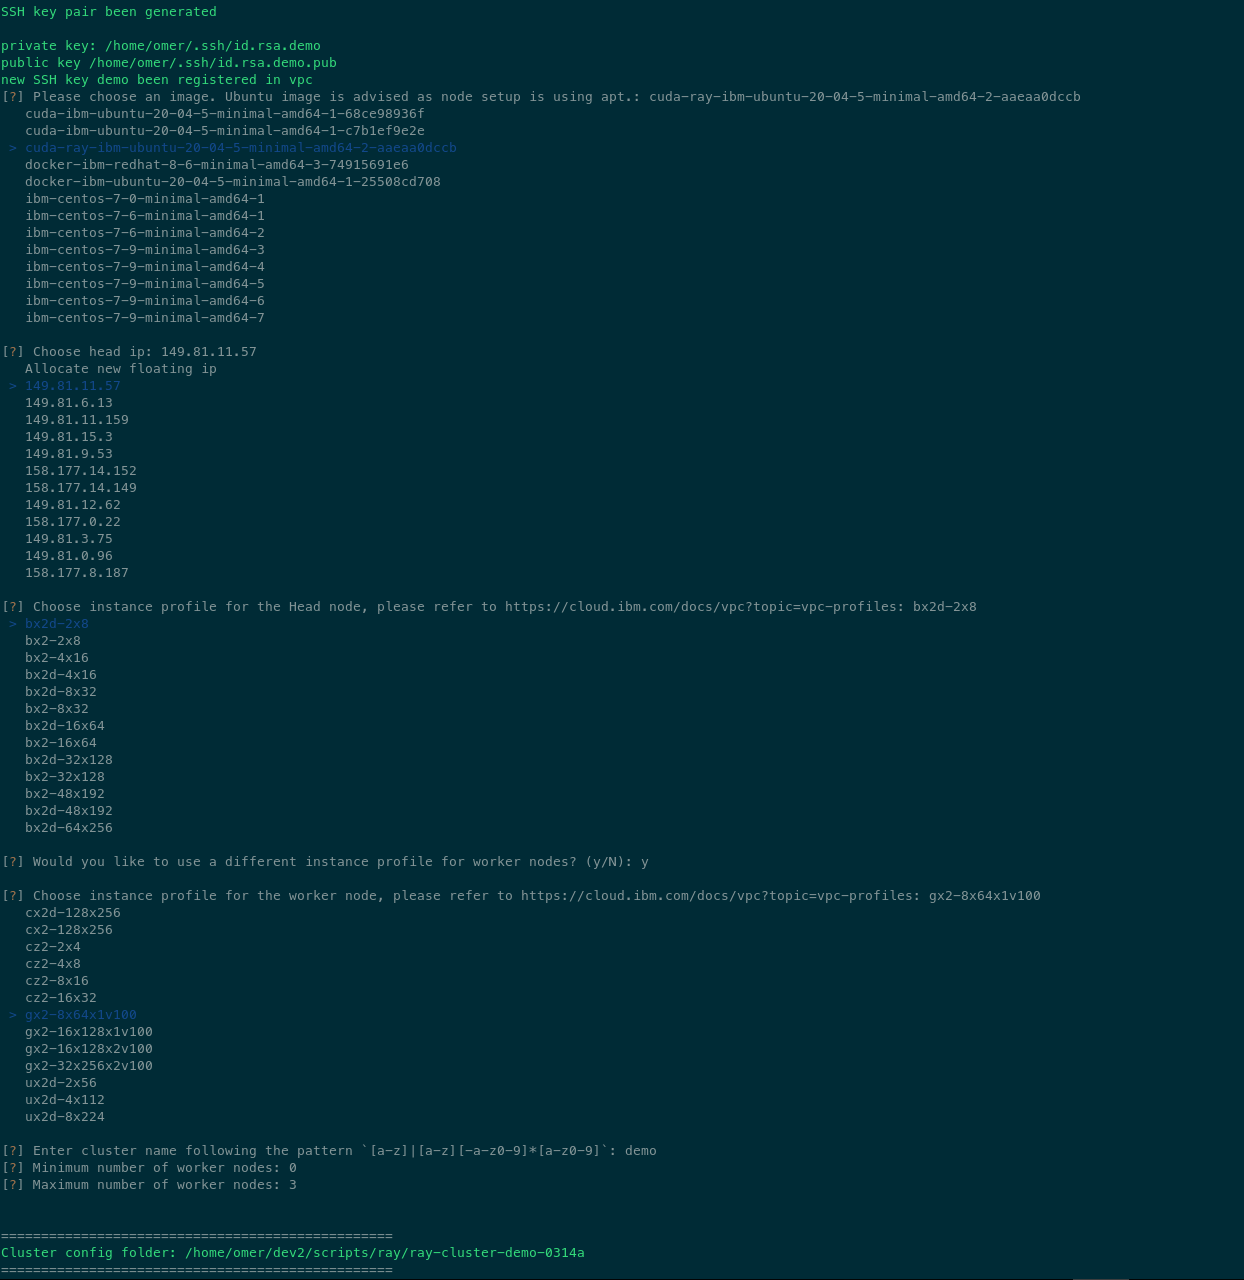 SSH key pair been generated
private key: /home/omer/.ssh/id.rsa.demo
public key /home/omer/.ssh/id.rsa.demo.pub
new SSH key demo been registered in vpc
[?] Please choose an image. Ubuntu image is advised as node setup is using apt.: cuda-ray-ibm-ubuntu-20-04-5-minimal-amd64-2-aaeaa0dccb
cuda-ibm-ubuntu-20-04-5-minimal-amd64-1-68ce98936f
cuda-ibm-ubuntu-20-04-5-minimal-amd64-1-c7b1ef9e2e
> cuda-ray-ibm-ubuntu-20-04-5-minimal-amd64-2-aaeaa0dccb
docker-ibm-redhat-8-6-minimal-amd64-3-74915691e6
docker-ibm-ubuntu-20-04-5-minimal-amd64-1-25508cd708
ibm-centos-7-0-minimal-amd64-1
ibm-centos-7-6-minimal-amd64-1
ibm-centos-7-6-minimal-amd64-2
ibm-centos-7-9-minimal-amd64-3
ibm-centos-7-9-minimal-amd64-4
ibm-centos-7-9-minimal-amd64-5
ibm-centos-7-9-minimal-amd64-6
ibm-centos-7-9-minimal-amd64-7
[?] Choose head ip: 149.81.11.57
Allocate new floating ip
> 149.81.11.57
149.81.6.13
149.81.11.159
149.81.15.3
149.81.9.53
158.177.14.152
158.177.14.149
149.81.12.62
158.177.0.22
149.81.3.75
149.81.0.96
158.177.8.187
[?] Choose instance profile for the Head node, please refer to https://cloud.ibm.com/docs/vpc?topic=vpc-profiles: bx2d-2x8
> bx2d-2x8
bx2-2x8
bx2-4x16
bx2d-4x16
bx2d-8x32
bx2-8x32
bx2d-16x64
bx2-16x64
bx2d-32x128
bx2-32x128
bx2-48x192
bx2d-48x192
bx2d-64x256
[?] Would you like to use a different instance profile for worker nodes? (y/N): y
[?] Choose instance profile for the worker node, please refer to https://cloud.ibm.com/docs/vpc?topic=vpc-profiles: gx2-8x64x1v100
cx2d-128x256
cx2-128x256
cz2-2x4
cz2-4x8
cz2-8x16
cz2-16x32
> gx2-8x64x1v100
gx2-16x128x1v100
gx2-16x128x2v100
gx2-32x256x2v100
ux2d-2x56
ux2d-4x112
ux2d-8x224
[?] Enter cluster name following the pattern `[a-z]|[a-z][-a-z0-9]*[a-z0-9]`: demo
[?] Minimum number of worker nodes: 0
[?] Maximum number of worker nodes: 3
=================================================
Cluster config folder: /home/omer/dev2/scripts/ray/ray-cluster-demo-0314a
=================================================